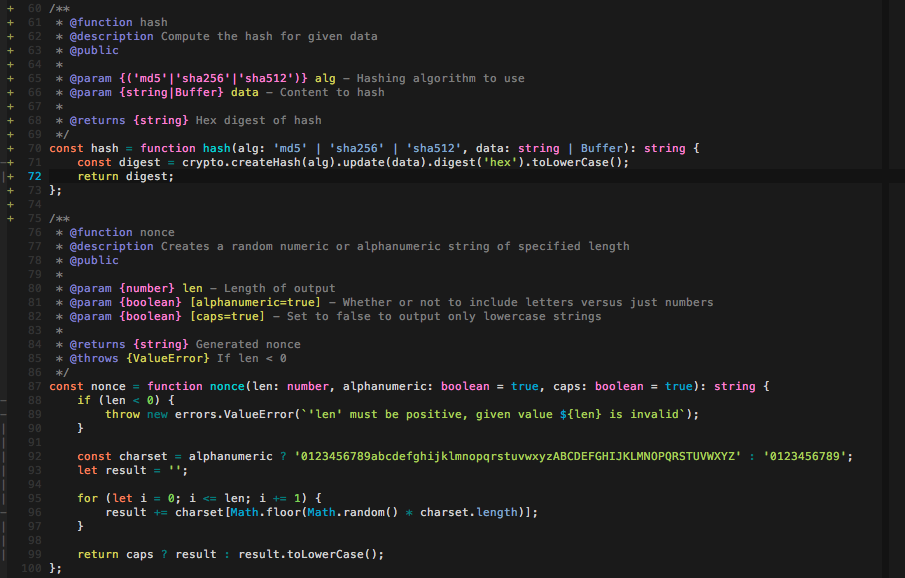 + 60 /**
+ 61  * @function hash
+ 62  * @description Compute the hash for given data
+ 63  * @public
+ 64  *
+ 65  * @param {('md5'|'sha256'|'sha512')} alg – Hashing algorithm to use
+ 66  * @param {string|Buffer} data – Content to hash
+ 67  *
+ 68  * @returns {string} Hex digest of hash
+ 69  */
+ 70 const hash = function hash(alg: 'md5' | 'sha256' | 'sha512', data: string | Buffer): string {
+ 71     const digest = crypto.createHash(alg).update(data).digest('hex').toLowerCase();
+ 72     return digest;
+ 73 };
+ 74
+ 75 /**
76  * @function nonce
77  * @description Creates a random numeric or alphanumeric string of specified length
78  * @public
79  *
80  * @param {number} len – Length of output
81  * @param {boolean} [alphanumeric=true] – Whether or not to include letters versus just numbers
82  * @param {boolean} [caps=true] – Set to false to output only lowercase strings
83  *
84  * @returns {string} Generated nonce
85  * @throws {ValueError} If len < 0
86  */
87 const nonce = function nonce(len: number, alphanumeric: boolean = true, caps: boolean = true): string {
88     if (len < 0) {
89         throw new errors.ValueError(`'len' must be positive, given value ${len} is invalid`);
90     }
91
92     const charset = alphanumeric ? '0123456789abcdefghijklmnopqrstuvwxyzABCDEFGHIJKLMNOPQRSTUVWXYZ' : '0123456789';
93     let result = '';
94
95     for (let i = 0; i <= len; i += 1) {
96         result += charset[Math.floor(Math.random() * charset.length)];
97     }
98
99     return caps ? result : result.toLowerCase();
100 };